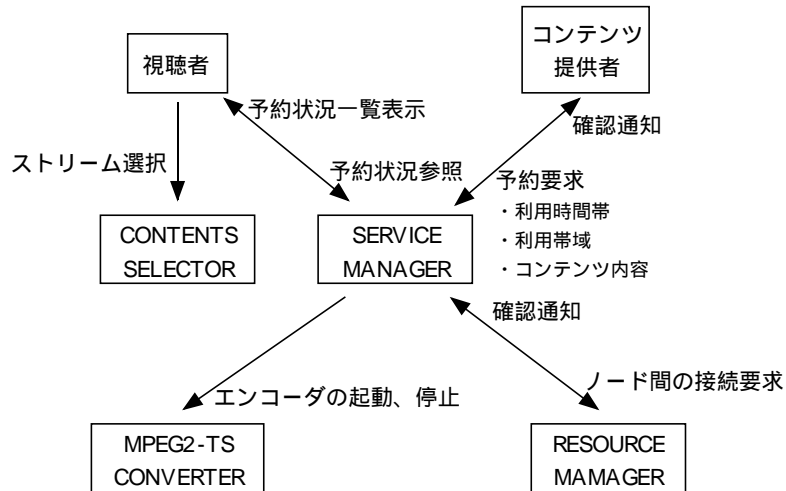 視聴者
コンテンツ
提供者
予約状況一覧表示
確認通知
ストリーム選択
予約状況参照
予約要求
・利用時間帯
・利用帯域
・コンテンツ内容
CONTENTS
SELECTOR
SERVICE
MANAGER
確認通知
エンコーダの起動、停止
ノード間の接続要求
MPEG2-TS
CONVERTER
RESOURCE
MAMAGER